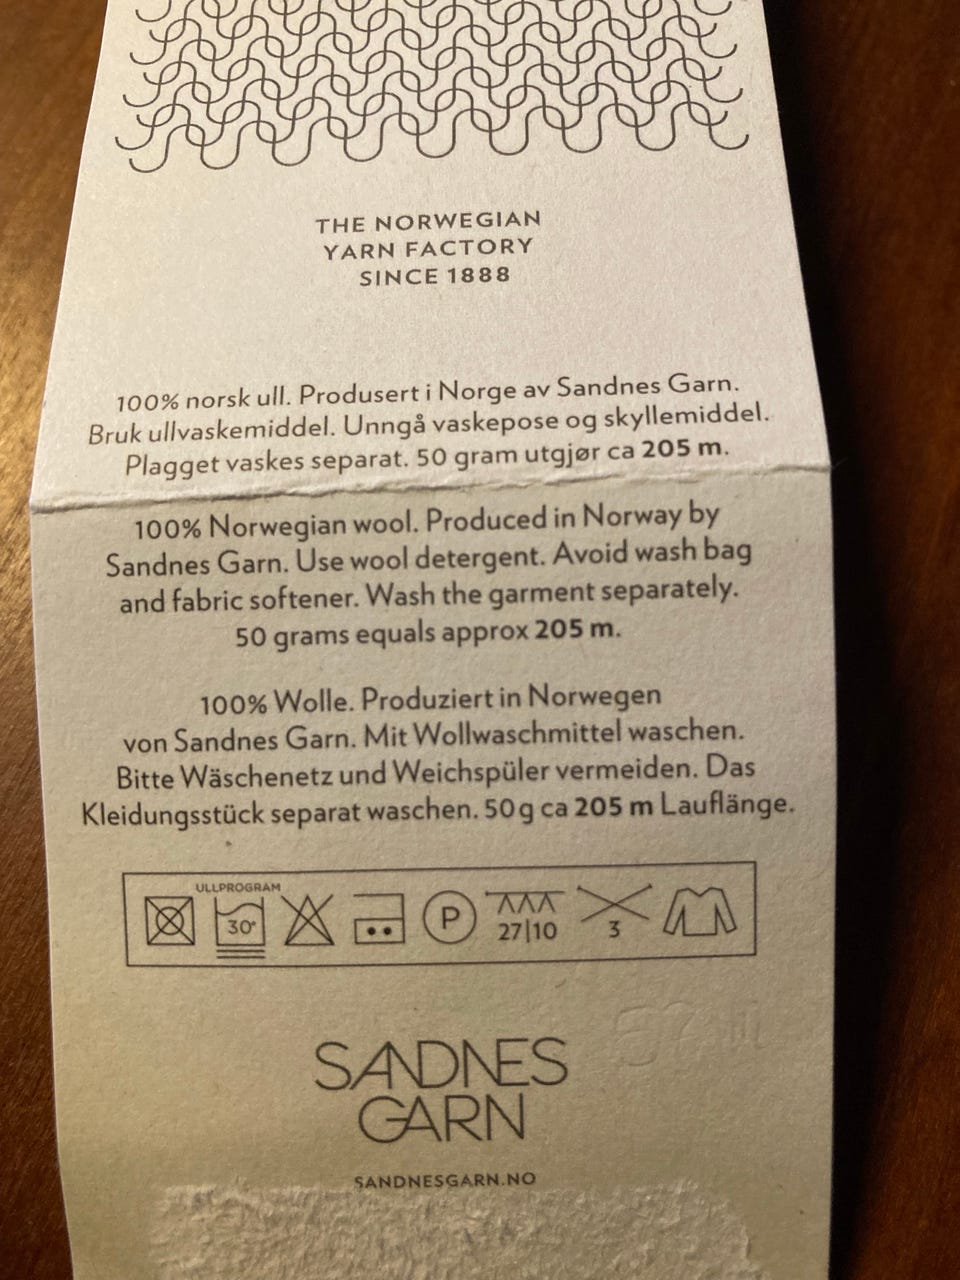 THE NORWEGIAN
YARN FACTORY
SINCE 1888
100% norsk ull. Produsert i Norge av Sandnes Garn.
Bruk ullvaskemiddel. Unngå vaskepose og skyllemiddel.
Plagget vaskes separat. 50 gram utgjør ca 205 m.
100% Norwegian wool. Produced in Norway by
Sandnes Garn. Use wool detergent. Avoid wash bag
and fabric softener. Wash the garment separately.
50 grams equals approx 205 m.
100% Wolle. Produziert in Norwegen
von Sandnes Garn. Mit Wollwaschmittel waschen.
Bitte Wäschenetz und Weichspüler vermeiden. Das
Kleidungsstück separat waschen. 50g ca 205 m Lauflänge.
ULLPROGRAM
30° P 27|10 3
SANDNES
GARN
SANDNESGARN.NO